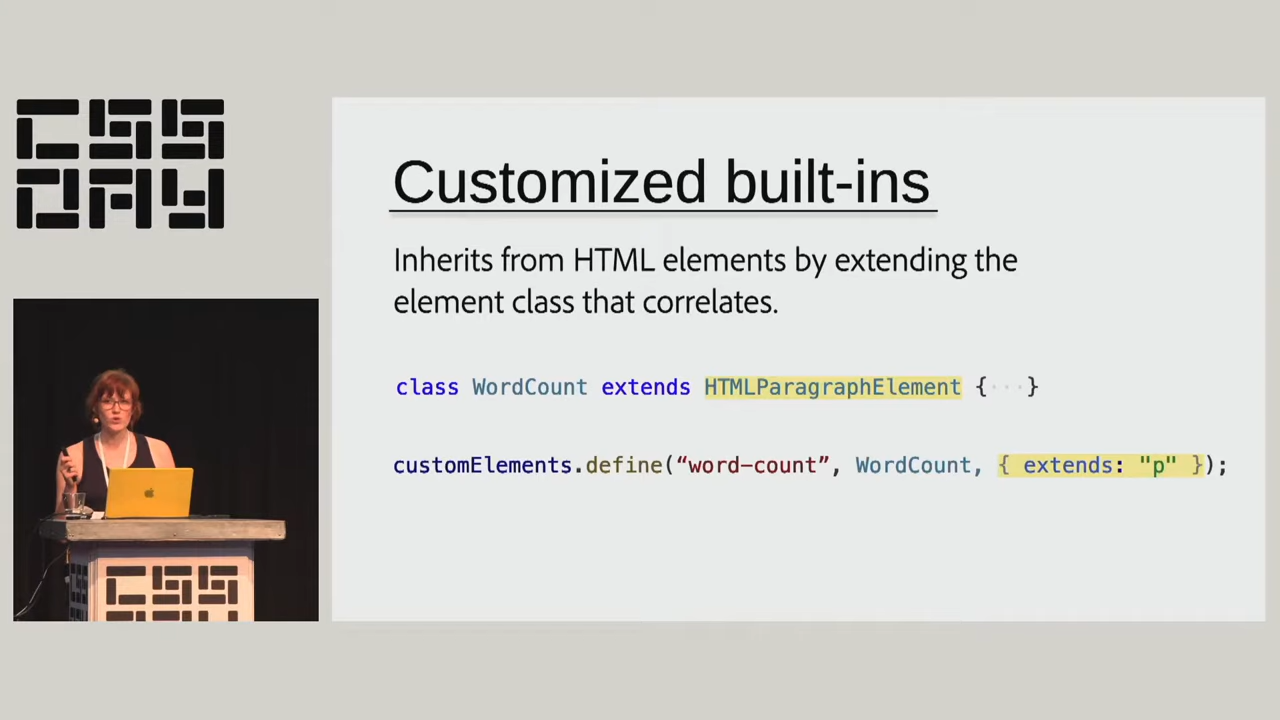 CSS
DAY
Customized built-ins
Inherits from HTML elements by extending the
element class that correlates.
class WordCount extends HTMLParagraphElement { ··· }
customElements.define(“word-count”, WordCount, { extends: "p" });
CSS